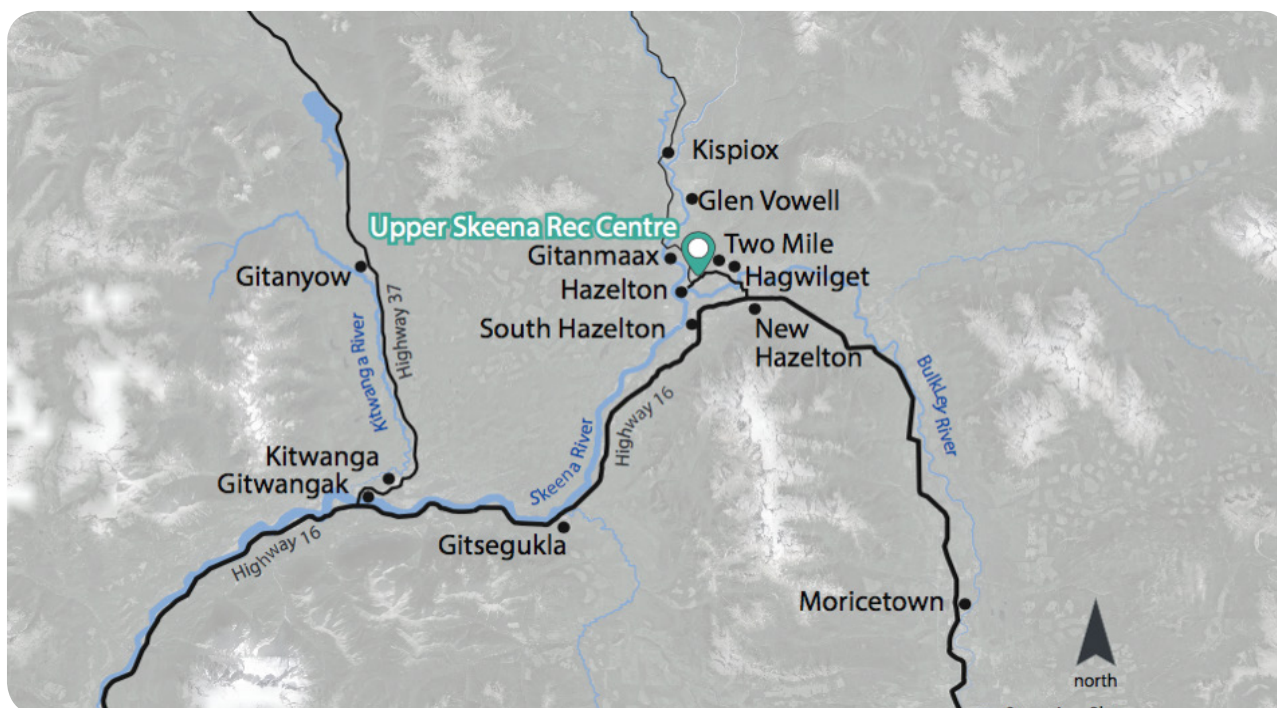 Kispiox
Glen Vowell
Upper Skeena Rec Centre
Two Mile
Gitanmaax
Hagwilget
Gitanyow
Hazelton
Highway 37
South Hazelton
New
Hazelton
Kitwanga River
BulkLey River
Highway 16
Kitwanga
Gitwangak
Skeena River
Gitsegukla
Highway 16
Moricetown
north